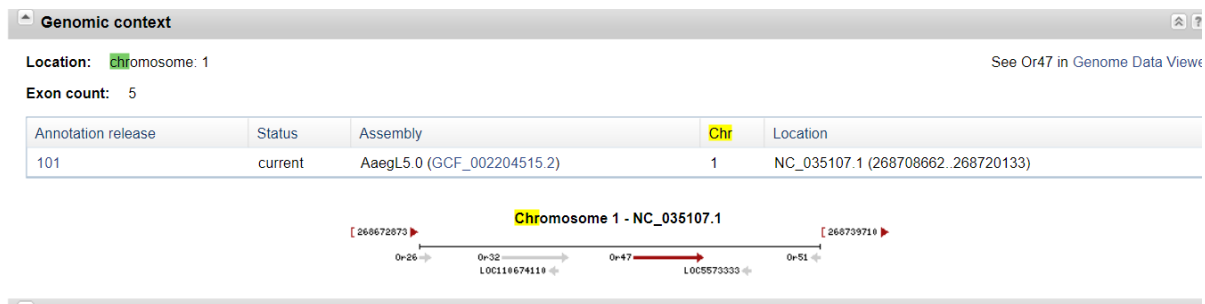 Genomic context
Location: chromosome: 1
See Or47 in Genome Data Viewe
Exon count: 5
Annotation release Status Assembly Chr Location
101 current AaegL5.0 (GCF_002204515.2) 1 NC_035107.1 (268708662..268720133)
Chromosome 1 - NC_035107.1
[ 268672873 [ 268739710
Or26 Or32 Or47 Or51
LOC110674110 LOC5573333